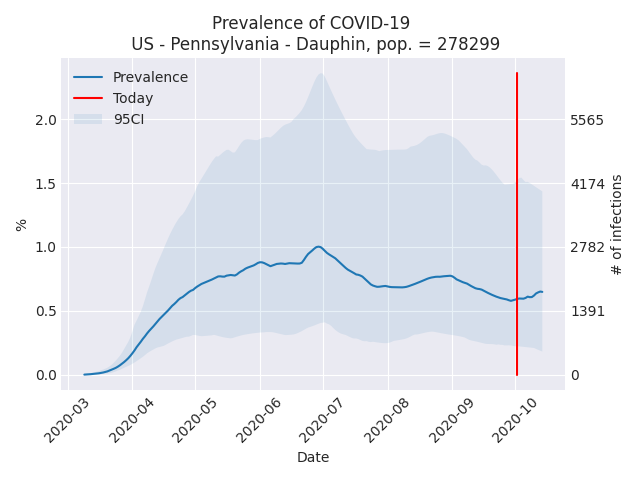 Prevalence of COVID-19
US - Pennsylvania - Dauphin, pop. = 278299
Prevalence
Today
95CI
2.0
1.5
1.0
0.5
0.0
%
5565
4174
2782
1391
0
# of infections
2020-03
2020-04
2020-05
2020-06
2020-07
2020-08
2020-09
2020-10
Date